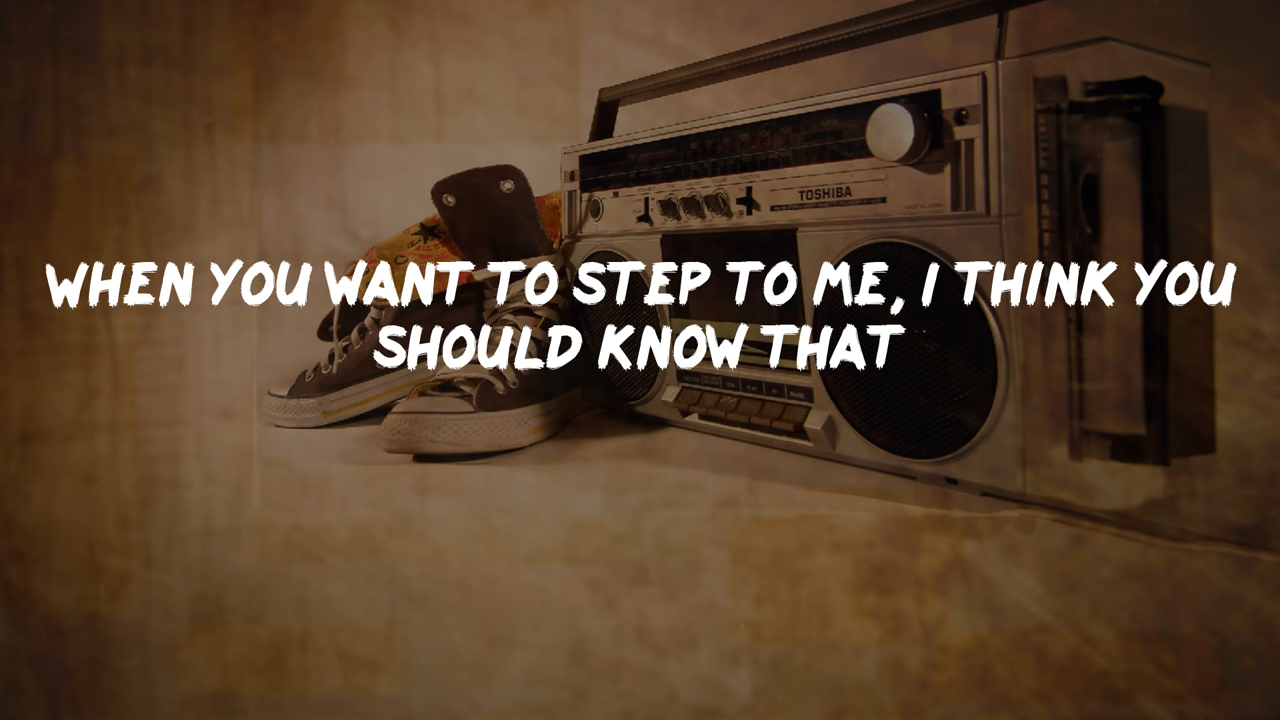 TOSHIBA
WHEN YOU WANT TO STEP TO ME, I THINK YOU
SHOULD KNOW THAT